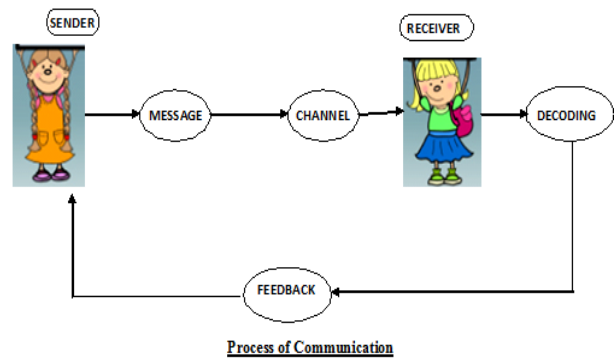 SENDER
RECEIVER
MESSAGE
CHANNEL
DECODING
FEEDBACK
Process of Communication